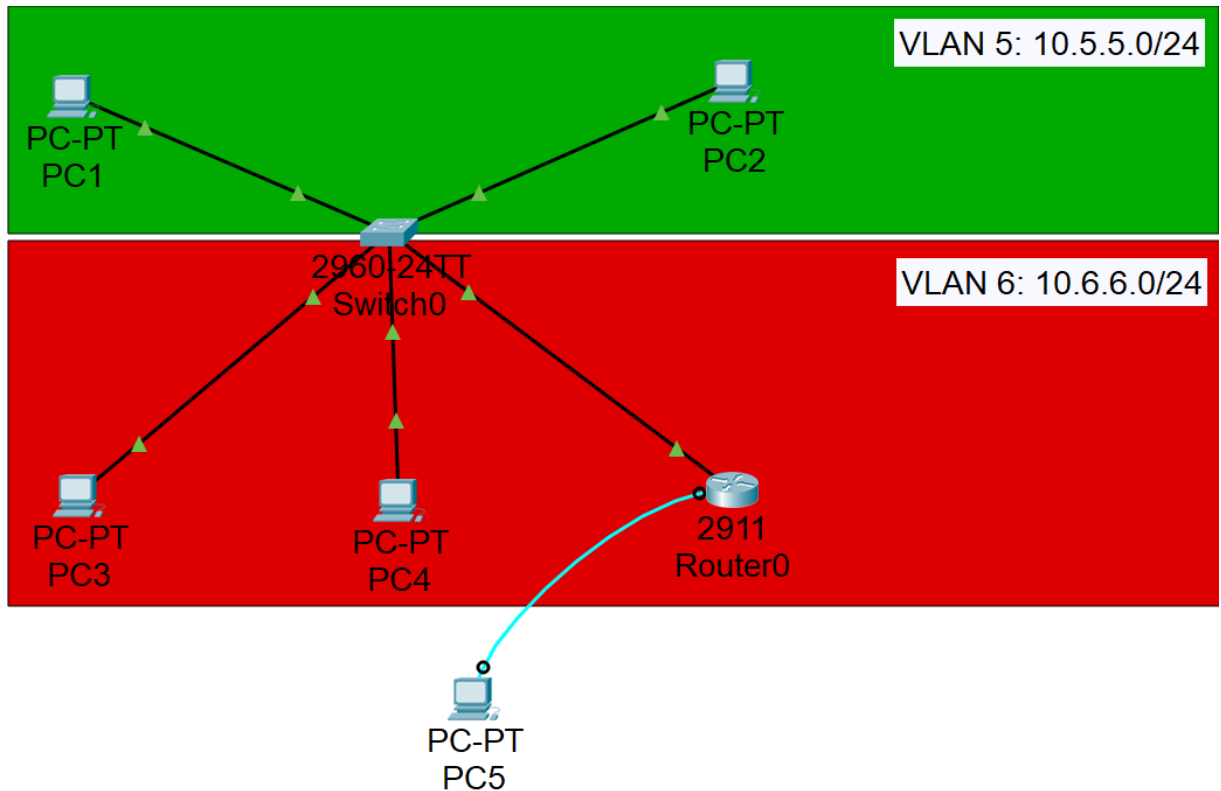 VLAN 5: 10.5.5.0/24
PC-PT
PC1
PC-PT
PC2
2960-24TT
Switch0
VLAN 6: 10.6.6.0/24
PC-PT
PC3
PC-PT
PC4
2911
Router0
PC-PT
PC5